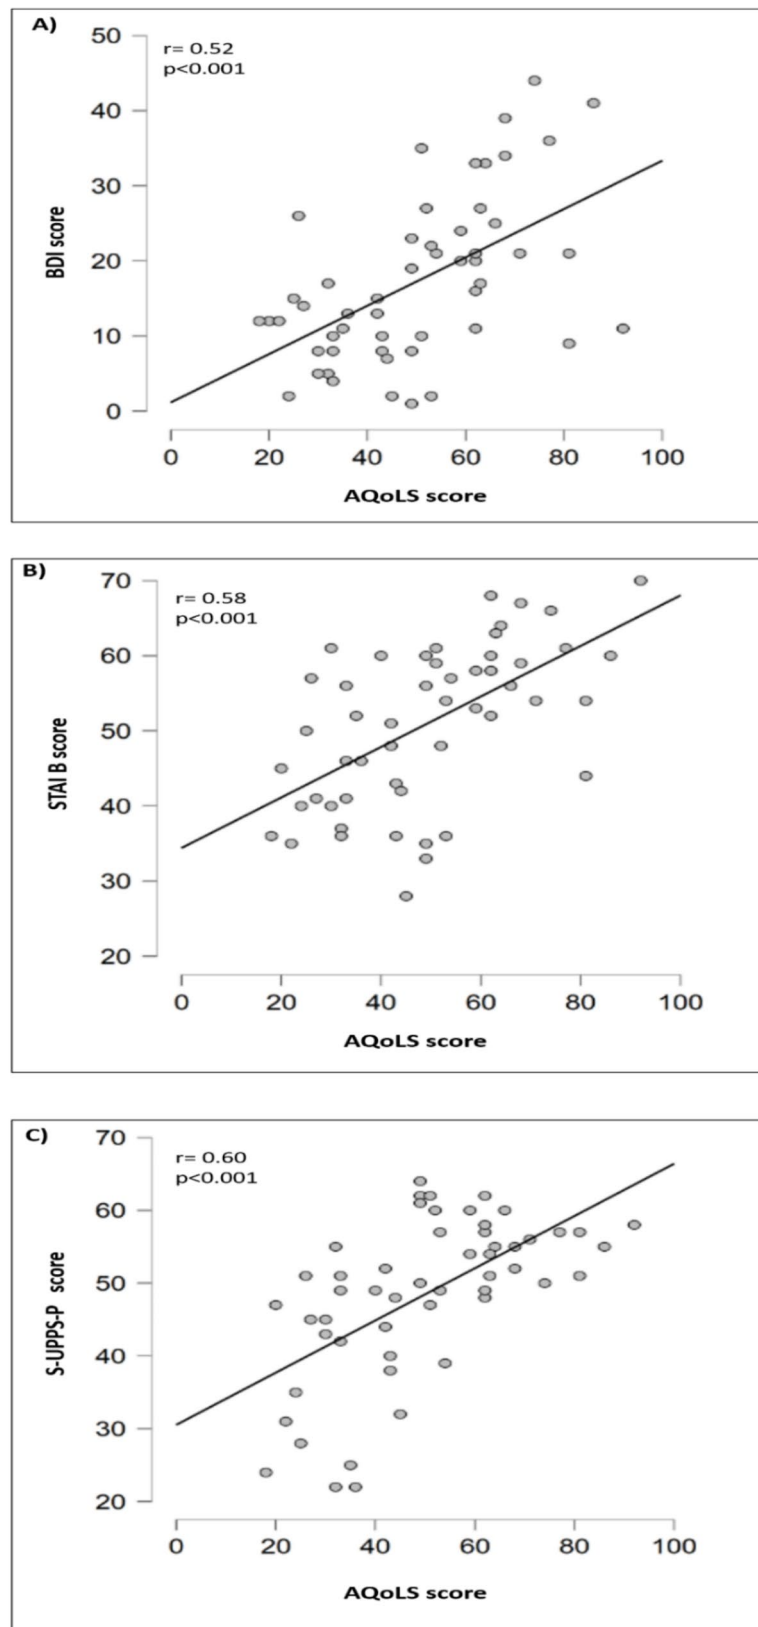 A)
r= 0.52
p<0.001
50
40
30
20
10
0
BDI score
0 20 40 60 80 100
AQoLS score
B)
r= 0.58
p<0.001
70
60
50
40
30
20
STAI B score
0 20 40 60 80 100
AQoLS score
C)
r= 0.60
p<0.001
70
60
50
40
30
20
S-UPPS-P score
0 20 40 60 80 100
AQoLS score